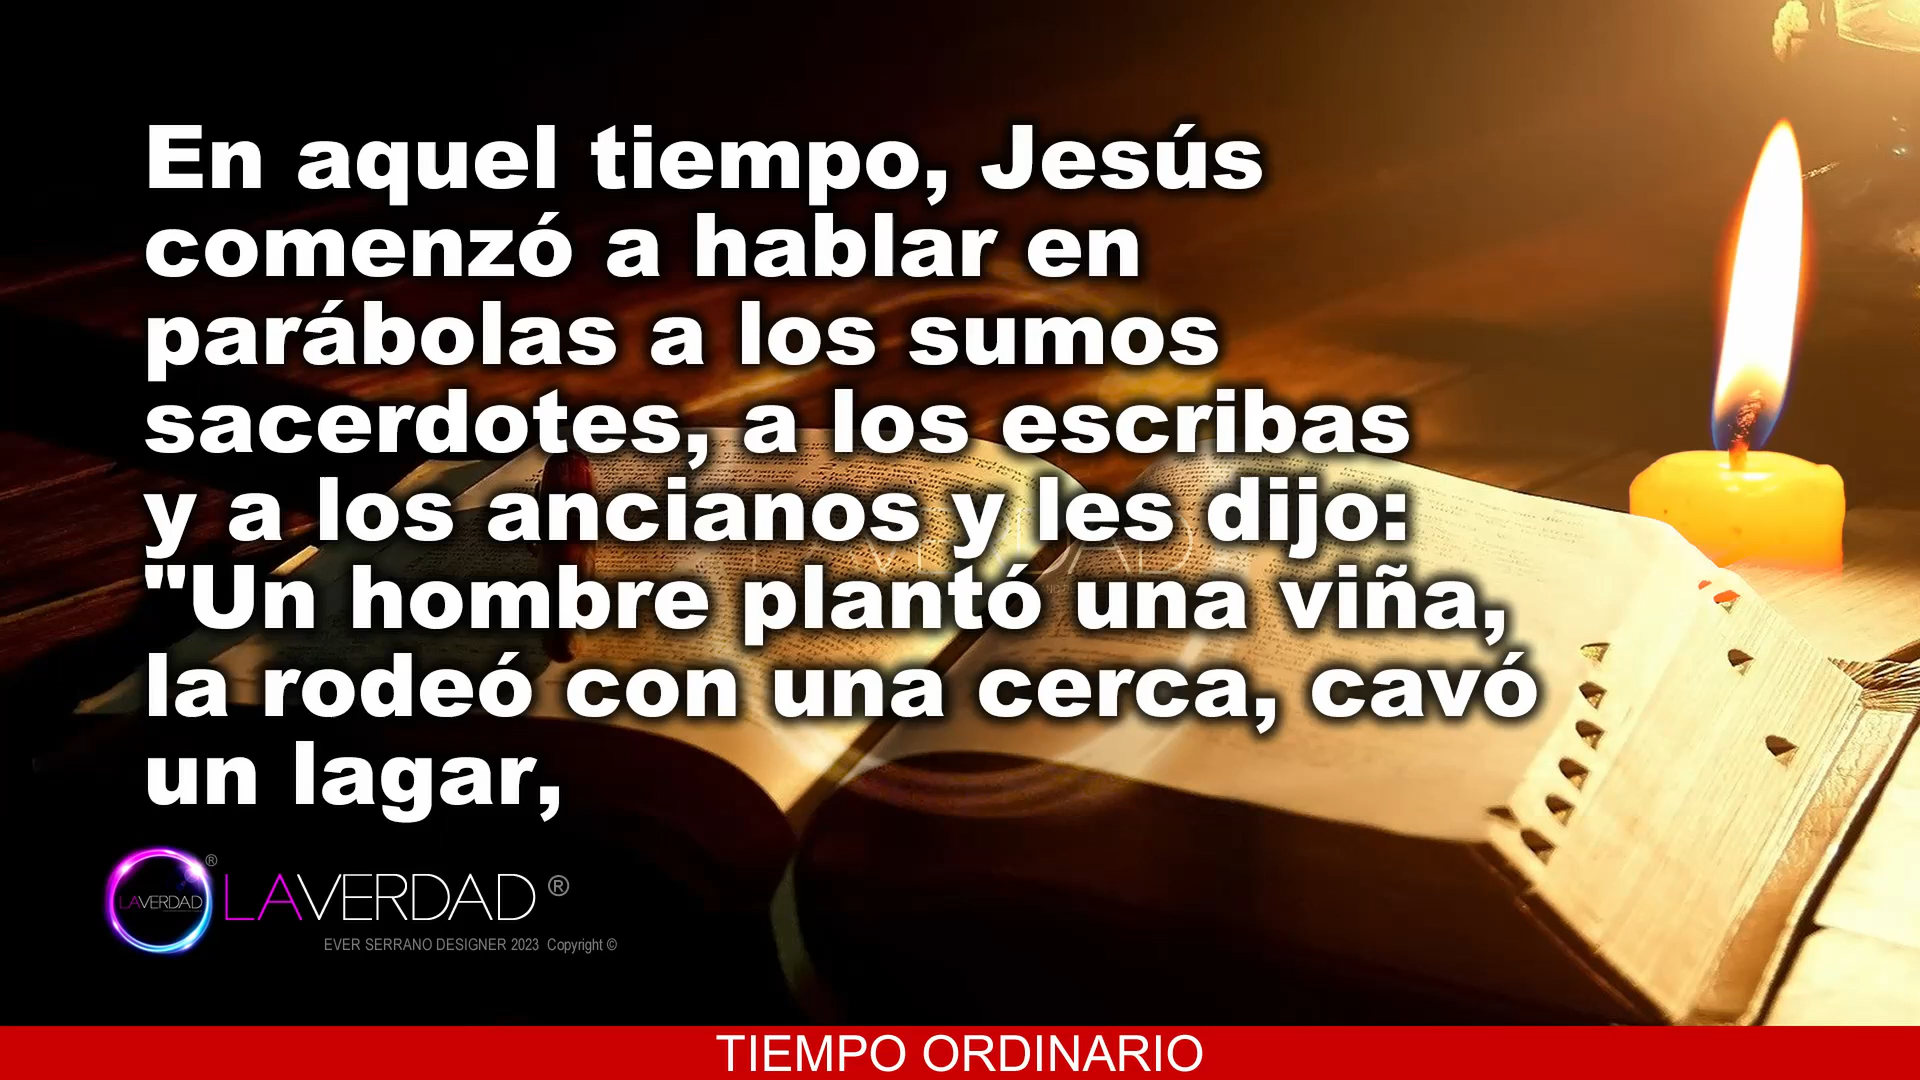 En aquel tiempo, Jesús
comenzó a hablar en
parábolas a los sumos
sacerdotes, a los escribas
y a los ancianos y les dijo:
"Un hombre plantó una viña,
la rodeó con una cerca, cavó
un lagar,
LAVERDAD ®
LAVERDAD ®
EVER SERRANO DESIGNER 2023 Copyright ©
TIEMPO ORDINARIO